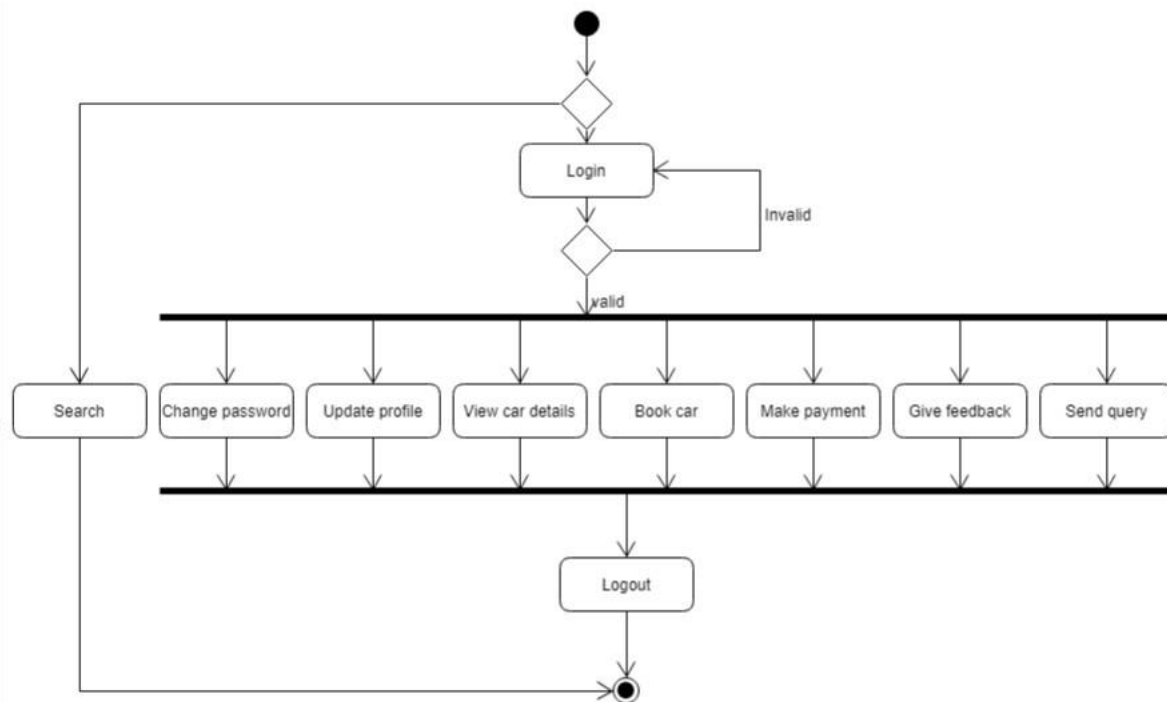 Login
Invalid
valid
Search
Change password
Update profile
View car details
Book car
Make payment
Give feedback
Send query
Logout